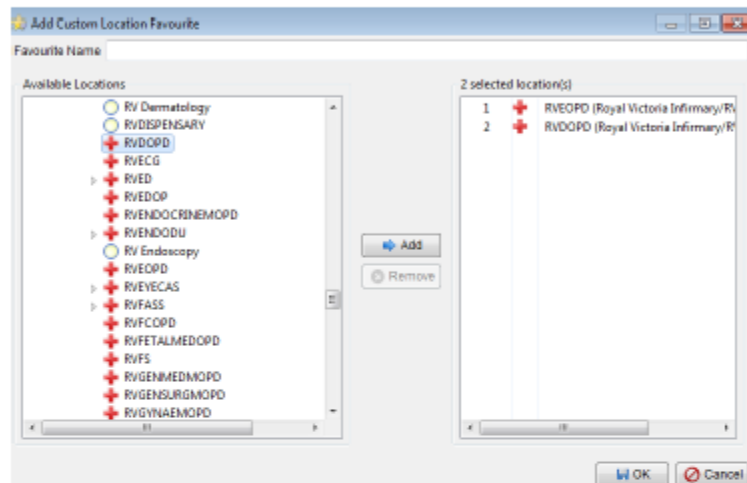 Add Custom Location Favourite
Favourite Name
Available Locations
RV Dermatology
RVDISPENSARY
RVDOPD
RVECG
RVED
RVEDOP
RVENDOCRINEMOPD
RVENDODU
RV Endoscopy
RVEOPD
RVEYECAS
RVFASS
RVFCOPD
RVFETALMEDOPD
RVFS
RVGENMEDMOPD
RVGENSURGMOPD
RVGYNAEMOPD
Add
Remove
2 selected location(s)
1 RVEOPD (Royal Victoria Infirmary/RV
2 RVDOPD (Royal Victoria Infirmary/R
OK Cancel